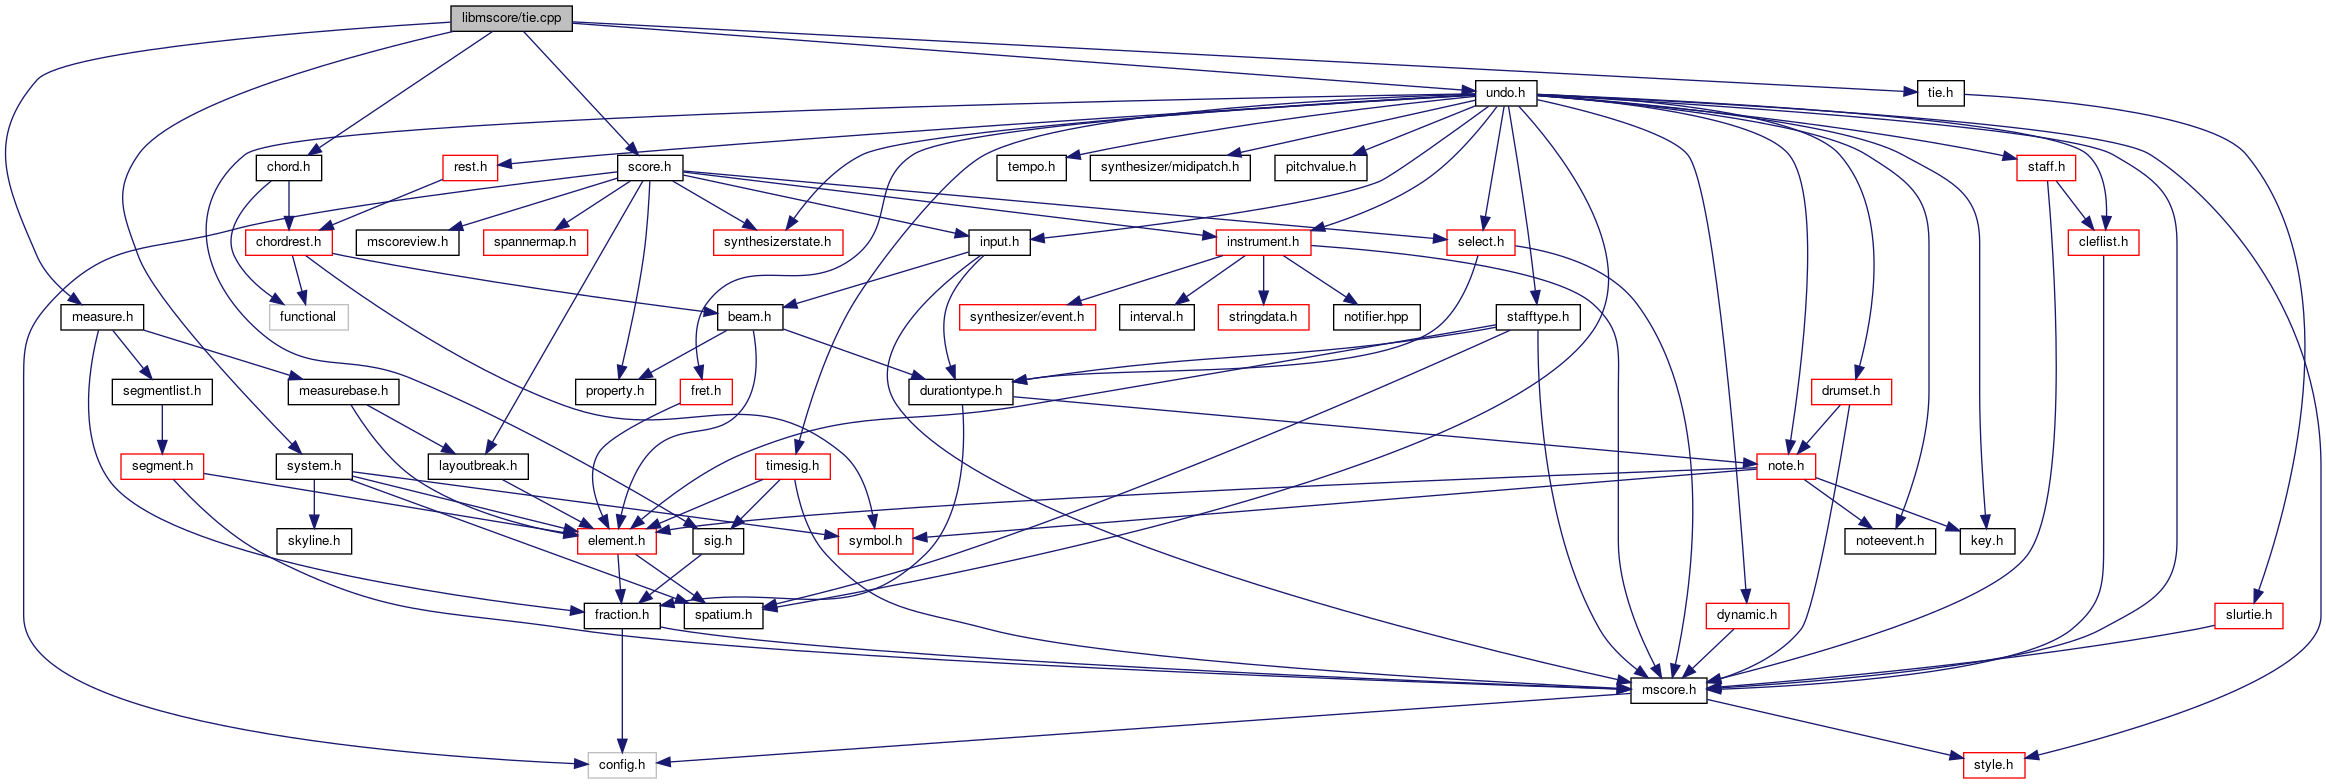 libmscore/tie.cpp
undo.h
tie.h
chord.h
rest.h
score.h
tempo.h
synthesizer/midipatch.h
pitchvalue.h
staff.h
chordrest.h
mscoreview.h
spannermap.h
synthesizerstate.h
input.h
instrument.h
select.h
cleflist.h
measure.h
functional
beam.h
synthesizer/event.h
interval.h
stringdata.h
notifier.hpp
stafftype.h
segmentlist.h
measurebase.h
property.h
fret.h
durationtype.h
drumset.h
segment.h
system.h
layoutbreak.h
timesig.h
note.h
skyline.h
element.h
sig.h
symbol.h
noteevent.h
key.h
fraction.h
spatium.h
dynamic.h
slurtie.h
mscore.h
config.h
style.h